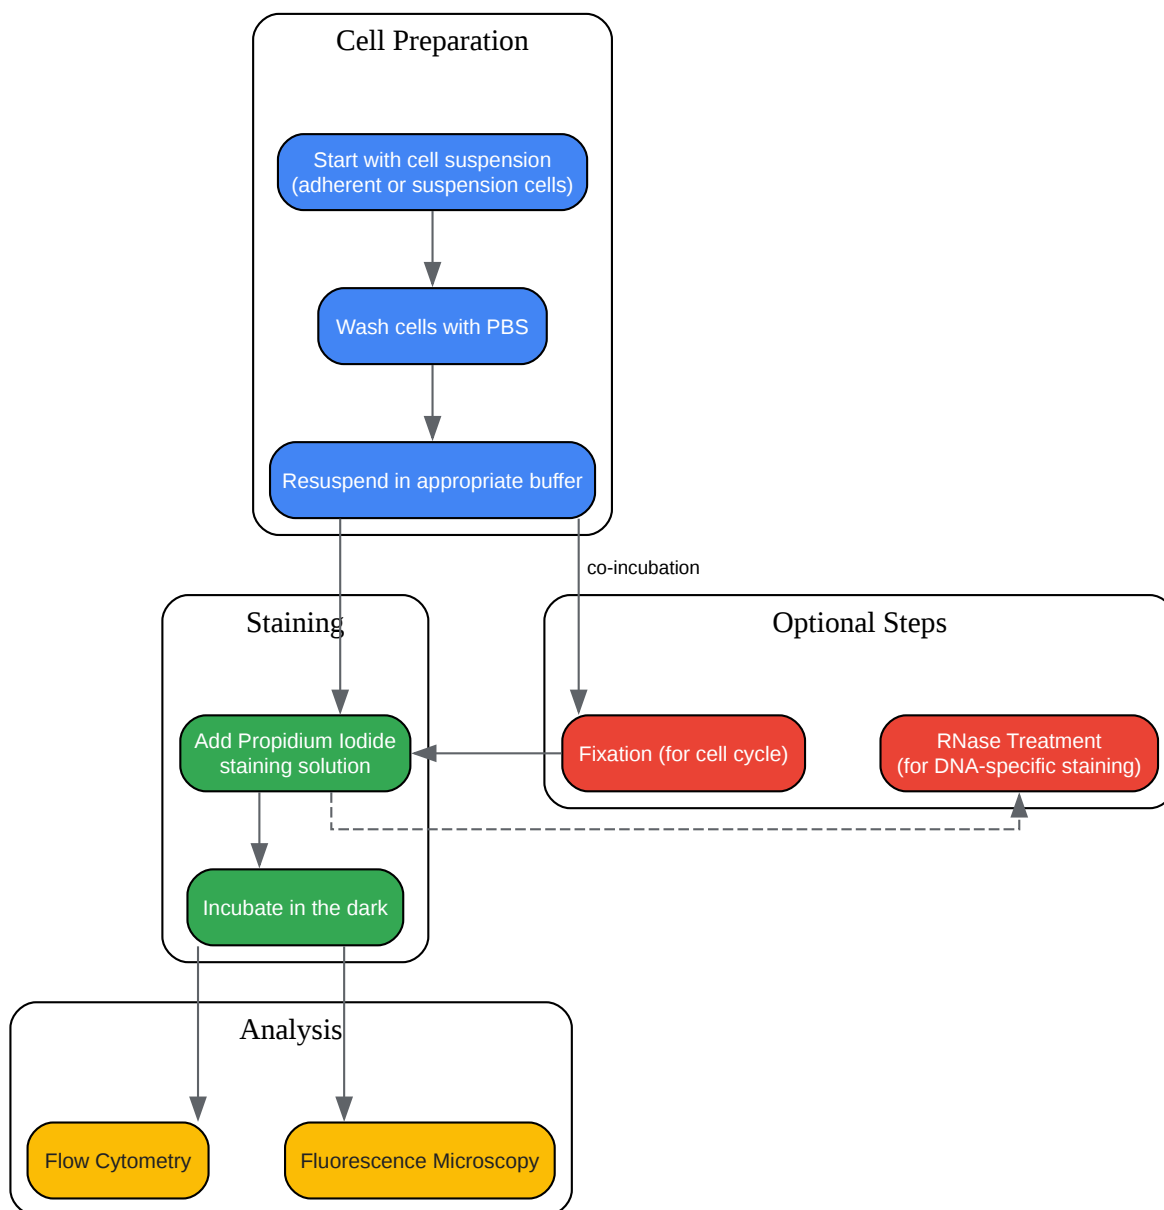 Cell Preparation
Start with cell suspension
(adherent or suspension cells)
Wash cells with PBS
Resuspend in appropriate buffer
co-incubation
Staining
Optional Steps
Add Propidium Iodide
staining solution
Fixation (for cell cycle)
RNase Treatment
(for DNA-specific staining)
Incubate in the dark
Analysis
Flow Cytometry
Fluorescence Microscopy